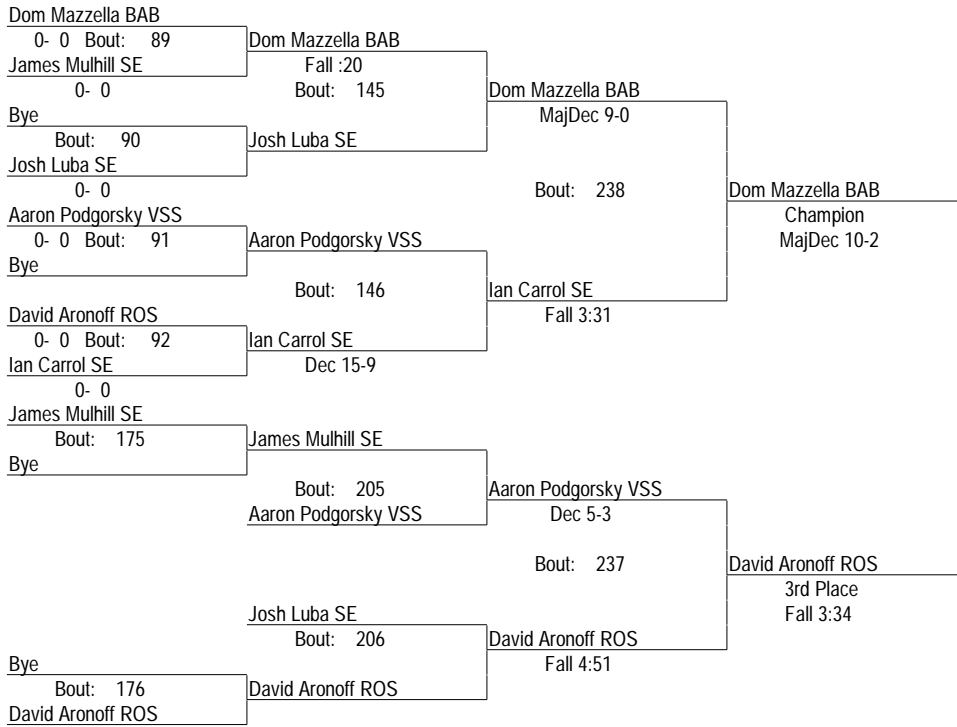 Dom Mazzella BAB
0- 0 Bout: 89 Dom Mazzella BAB
James Mulhill SE Fall :20
0- 0 Bout: 145 Dom Mazzella BAB
Bye MajDec 9-0
Bout: 90 Josh Luba SE
Josh Luba SE
0- 0 Bout: 238 Dom Mazzella BAB
Aaron Podgorsky VSS Champion
0- 0 Bout: 91 Aaron Podgorsky VSS MajDec 10-2
Bye
Bout: 146 Ian Carrol SE
David Aronoff ROS Fall 3:31
0- 0 Bout: 92 Ian Carrol SE
Ian Carrol SE Dec 15-9
0- 0
James Mulhill SE
Bout: 175 James Mulhill SE
Bye
Bout: 205 Aaron Podgorsky VSS
Aaron Podgorsky VSS Dec 5-3
Bout: 237 David Aronoff ROS
3rd Place
Josh Luba SE Fall 3:34
Bout: 206 David Aronoff ROS
Bye Fall 4:51
Bout: 176 David Aronoff ROS
David Aronoff ROS